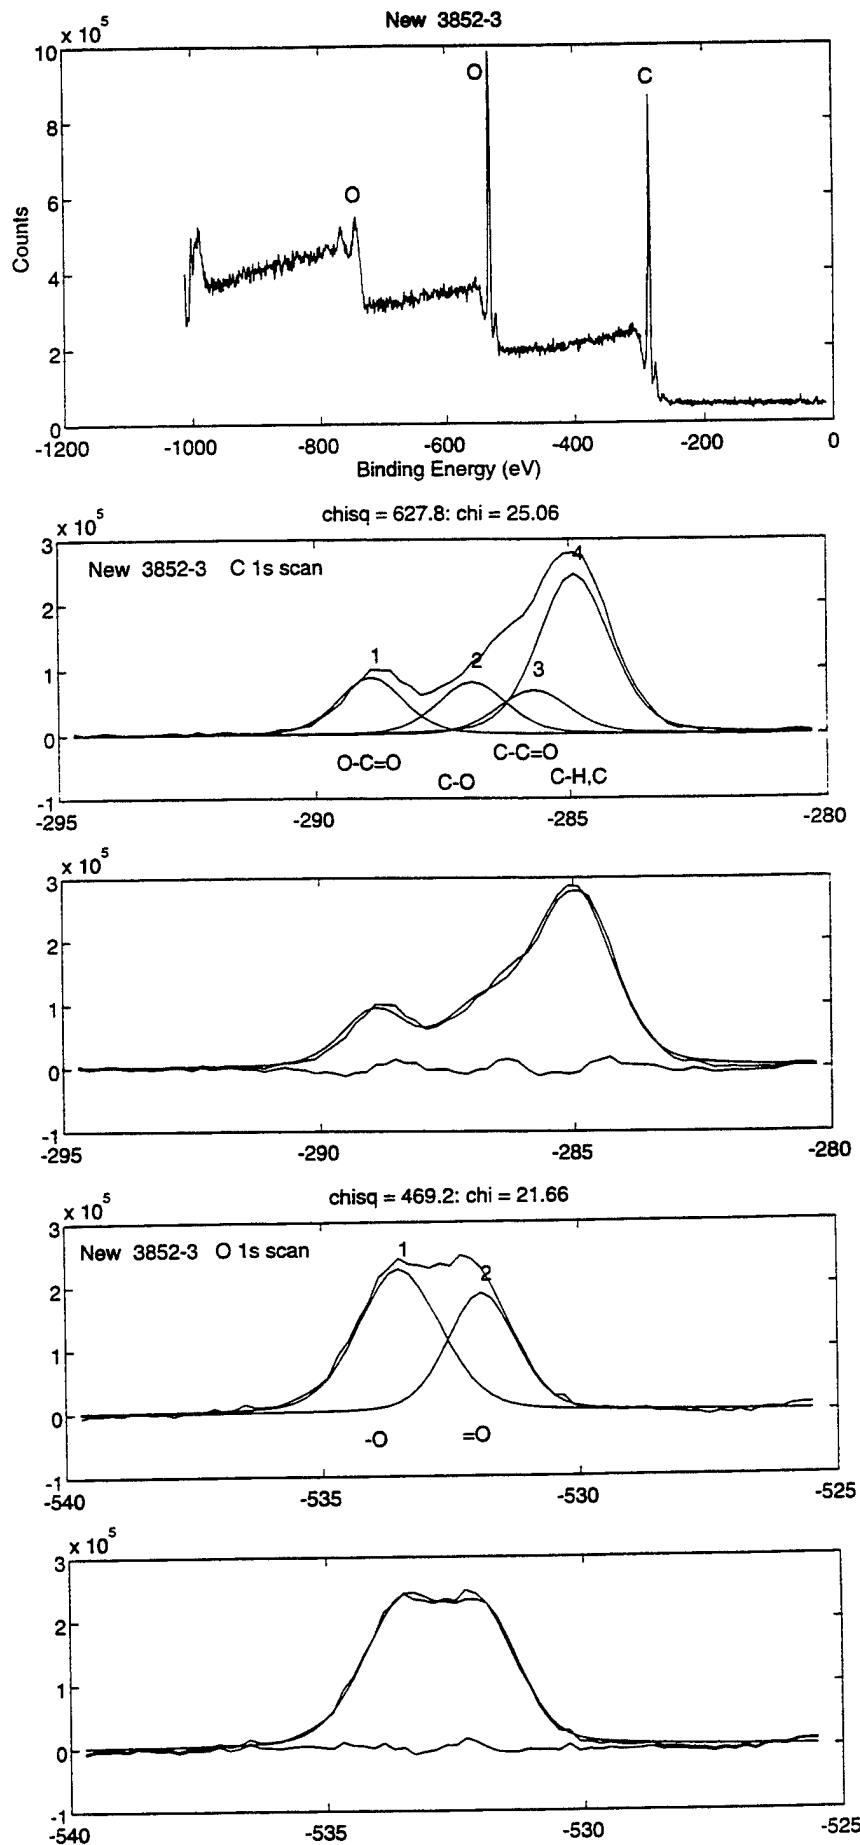 New 3852-3
x 10^5
10
O
C
8
6
O
Counts
4
2
0
-1200 -1000 -800 -600 -400 -200 0
Binding Energy (eV)
chisq = 627.8: chi = 25.06
x 10^5
3
New 3852-3 C 1s scan
4
2
1
1 2 3
0
O-C=O C-C=O
C-O C-H,C
-1
-295 -290 -285 -280
x 10^5
3
2
1
0
-1
-295 -290 -285 -280
chisq = 469.2: chi = 21.66
x 10^5
3
New 3852-3 O 1s scan
1
2
2
1
0
-O =O
-1
-540 -535 -530 -525
x 10^5
3
2
1
0
-1
-540 -535 -530 -525